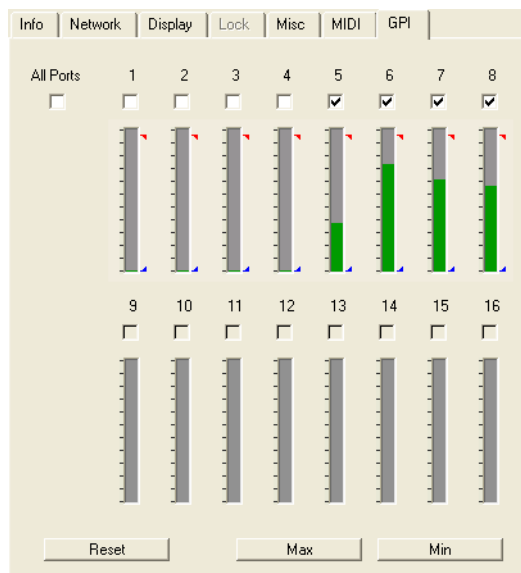 Info Network Display Lock Misc MIDI GPI
All Ports 1 2 3 4 5 6 7 8
9 10 11 12 13 14 15 16
Reset Max Min